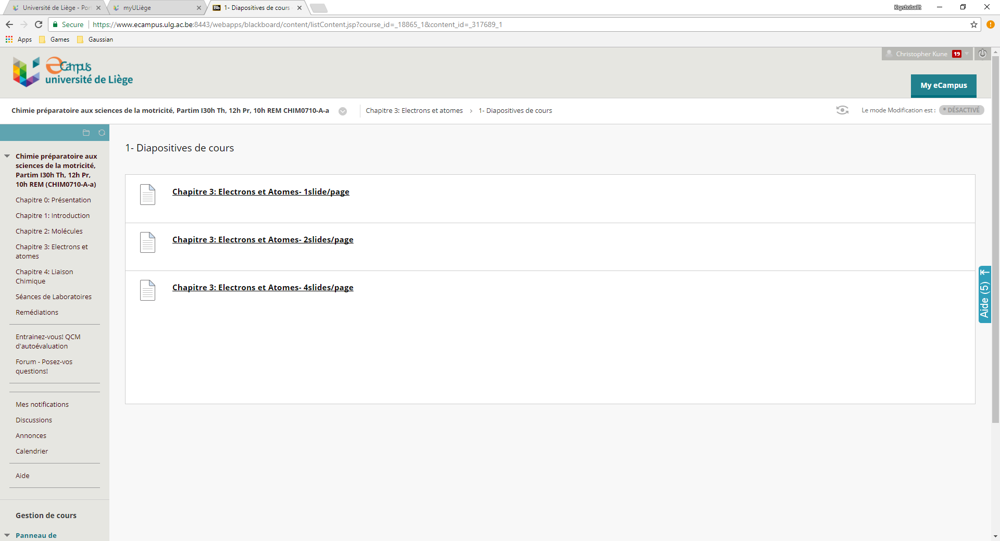 Université de Liège - Por
myULiège
1- Diapositives de cours
Krystoballt
Secure
https://www.ecampus.ulg.ac.be:8443/webapps/blackboard/content/listContent.jsp?course_id=_18865_1&content_id=_317689_1
Apps
Games
Gaussian
eCampus
université de Liège
Christopher Kune 19
My eCampus
Chimie préparatoire aux sciences de la motricité, Partim I30h Th, 12h Pr, 10h REM CHIM0710-A-a
Chapitre 3: Electrons et atomes > 1- Diapositives de cours
Le mode Modification est : • DÉSACTIVÉ
Chimie préparatoire aux
sciences de la motricité,
Partim I30h Th, 12h Pr,
10h REM (CHIM0710-A-a)
Chapitre 0: Présentation
Chapitre 1: Introduction
Chapitre 2: Molécules
Chapitre 3: Electrons et
atomes
Chapitre 4: Liaison
Chimique
Séances de Laboratoires
Remédiations
Entrainez-vous! QCM
d'autoévaluation
Forum - Posez-vos
questions!
Mes notifications
Discussions
Annonces
Calendrier
Aide
Gestion de cours
Panneau de
1- Diapositives de cours
Chapitre 3: Electrons et Atomes- 1slide/page
Chapitre 3: Electrons et Atomes- 2slides/page
Chapitre 3: Electrons et Atomes- 4slides/page
Aide (5)